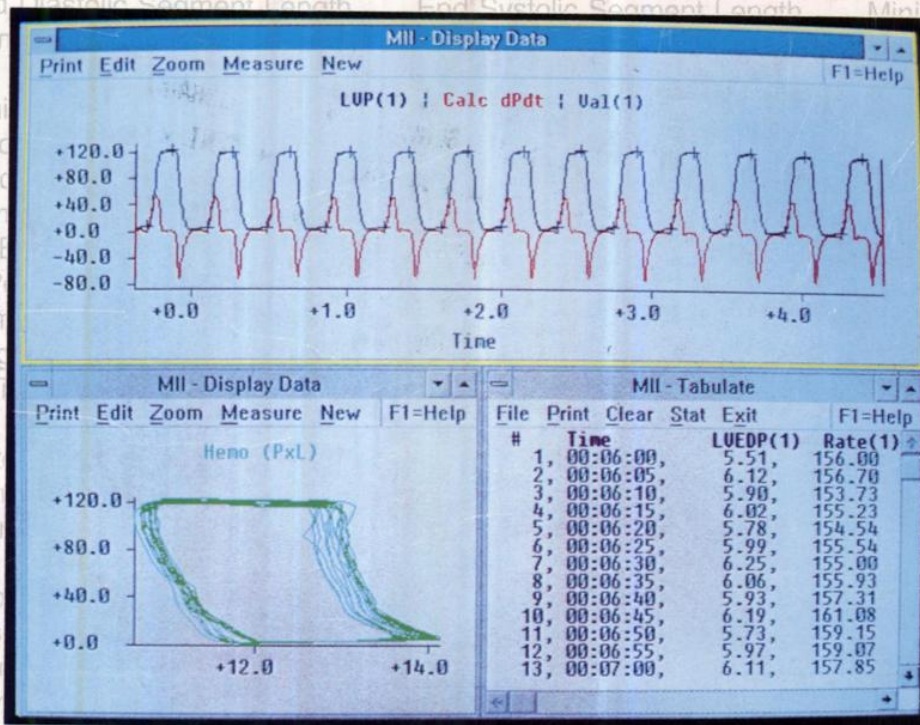 End Systolic Segment Length
MII - Display Data
Print Edit Zoom Measure New F1=Help
LVP(1) ¦ Calc dPdt ¦ Val(1)
+120.0
+80.0
+40.0
+0.0
-40.0
-80.0
+0.0 +1.0 +2.0 +3.0 +4.0
Time
MII - Display Data
Print Edit Zoom Measure New F1=Help
Hemo (PxL)
+120.0
+80.0
+40.0
+0.0
+12.0 +14.0
MII - Tabulate
File Print Clear Stat Exit F1=Help
# Time LVEDP(1) Rate(1)
1, 00:06:00, 5.51, 156.00
2, 00:06:05, 6.12, 156.70
3, 00:06:10, 5.90, 153.73
4, 00:06:15, 6.02, 155.23
5, 00:06:20, 5.78, 154.54
6, 00:06:25, 5.99, 155.54
7, 00:06:30, 6.25, 155.00
8, 00:06:35, 6.06, 155.93
9, 00:06:40, 5.93, 157.31
10, 00:06:45, 6.19, 161.08
11, 00:06:50, 5.73, 159.15
12, 00:06:55, 5.97, 159.07
13, 00:07:00, 6.11, 157.85